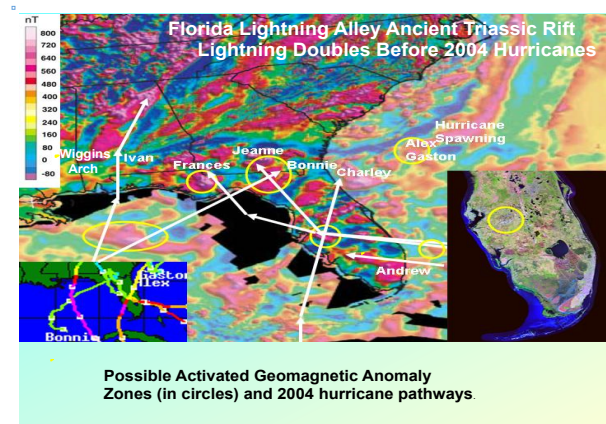 nT
Florida Lightning Alley Ancient Triassic Rift
Lightning Doubles Before 2004 Hurricanes
800
720
640
560
480
400
320
240
160
80
0
-80
Hurricane
Spawning
Alex
Gaston
Wiggins
Arch
Ivan
Jeanne
Frances
Bonnie
Charley
Andrew
Gaston
Alex
Bonni
Possible Activated Geomagnetic Anomaly
Zones (in circles) and 2004 hurricane pathways.